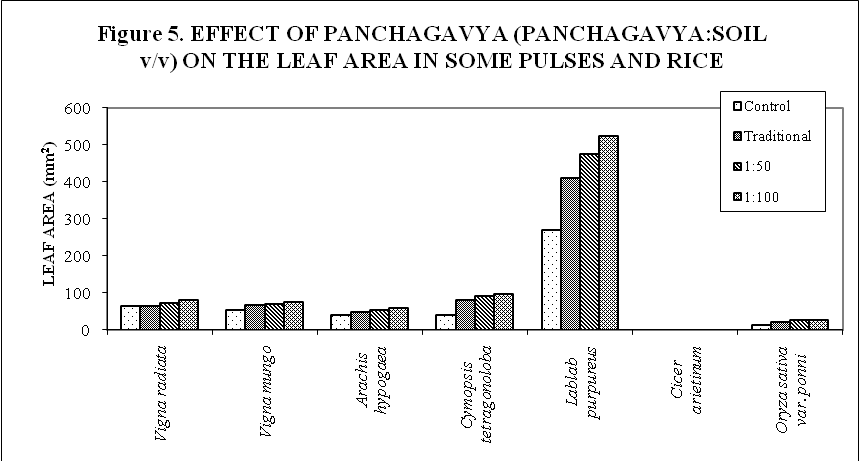 Figure 5. EFFECT OF PANCHAGAVYA (PANCHAGAVYA:SOIL
v/v) ON THE LEAF AREA IN SOME PULSES AND RICE
LEAF AREA (mm²)
600
500
400
300
200
100
0
Control
Traditional
1:50
1:100
Vigna radiata
Vigna mungo
Arachis
hypogaea
Cymopsis
tetragonoloba
Lablab
purpureus
Cicer
arietinum
Oryza sativa
var. ponni